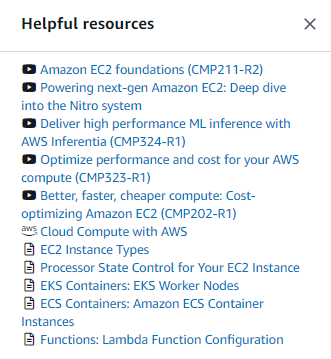 Helpful resources
Amazon EC2 foundations (CMP211-R2)
Powering next-gen Amazon EC2: Deep dive
into the Nitro system
Deliver high performance ML inference with
AWS Inferentia (CMP324-R1)
Optimize performance and cost for your AWS
compute (CMP323-R1)
Better, faster, cheaper compute: Cost-
optimizing Amazon EC2 (CMP202-R1)
aws Cloud Compute with AWS
EC2 Instance Types
Processor State Control for Your EC2 Instance
EKS Containers: EKS Worker Nodes
ECS Containers: Amazon ECS Container
Instances
Functions: Lambda Function Configuration